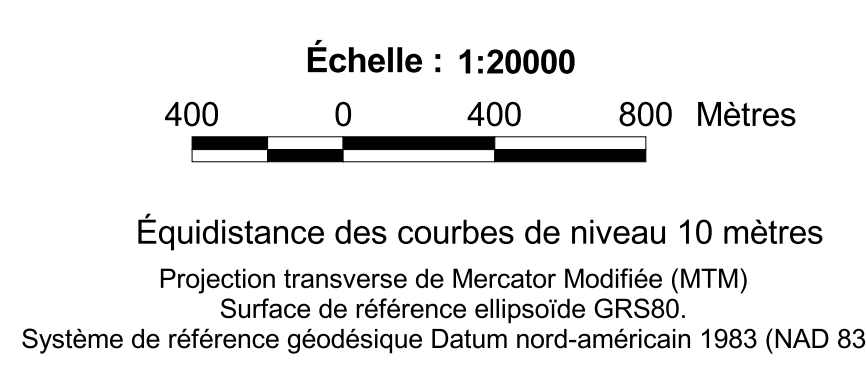 Échelle : 1:20000
400 0 400 800 Mètres
Équidistance des courbes de niveau 10 mètres
Projection transverse de Mercator Modifiée (MTM)
Surface de référence ellipsoïde GRS80.
Système de référence géodésique Datum nord-américain 1983 (NAD 83